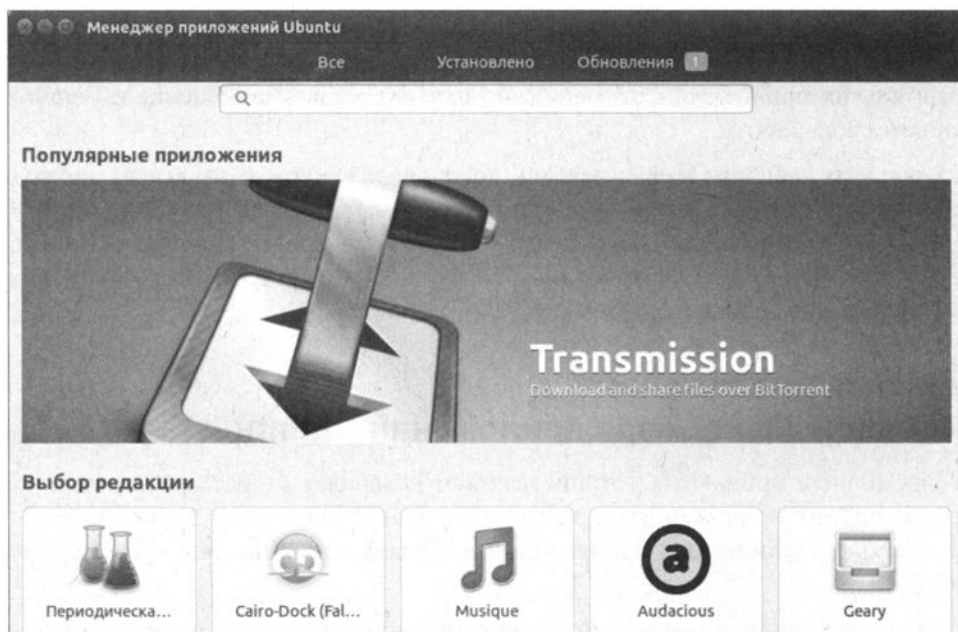 Менеджер приложений Ubuntu
Все Установлено Обновления 1
Популярные приложения
Transmission
Download and share files over BitTorrent
Выбор редакции
Периодическа... Cairo-Dock (Fal... Musique Audacious Geary